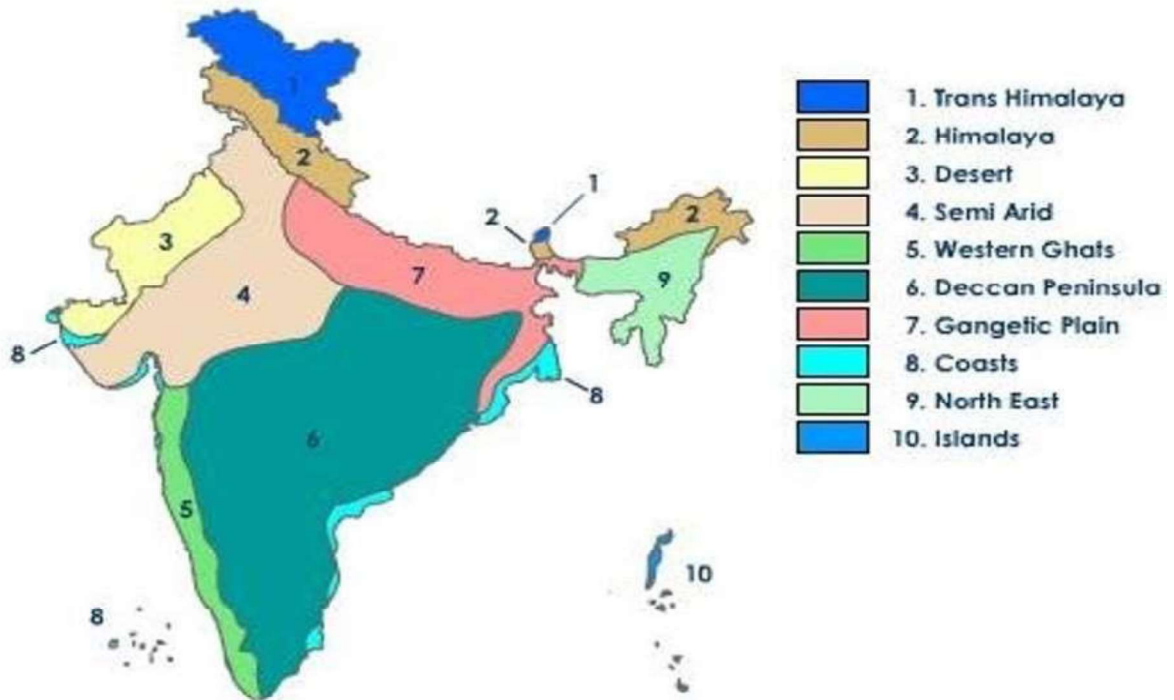 1
2
1
2
2
3
7
9
4
8
8
6
5
10
8
1. Trans Himalaya
2. Himalaya
3. Desert
4. Semi Arid
5. Western Ghats
6. Deccan Peninsula
7. Gangetic Plain
8. Coasts
9. North East
10. Islands